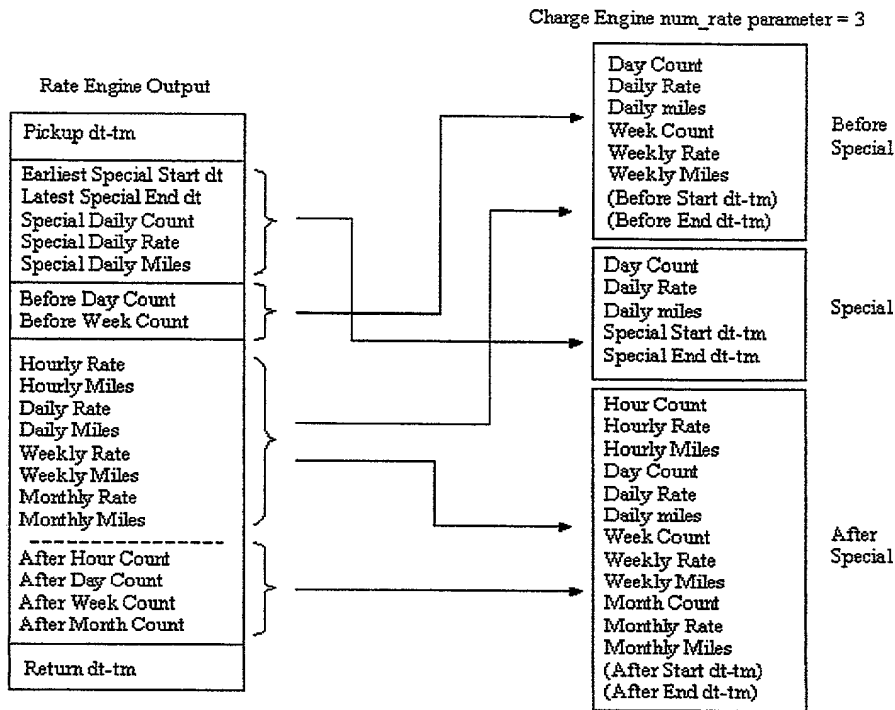 Charge Engine num_rate parameter = 3
Rate Engine Output
Pickup dt-tm
Earliest Special Start dt
Latest Special End dt
Special Daily Count
Special Daily Rate
Special Daily Miles
Before Day Count
Before Week Count
Hourly Rate
Hourly Miles
Daily Rate
Daily Miles
Weekly Rate
Weekly Miles
Monthly Rate
Monthly Miles
After Hour Count
After Day Count
After Week Count
After Month Count
Return dt-tm
Day Count
Daily Rate
Daily miles
Week Count
Weekly Rate
Weekly Miles
(Before Start dt-tm)
(Before End dt-tm)
Before
Special
Day Count
Daily Rate
Daily miles
Special Start dt-tm
Special End dt-tm
Special
Hour Count
Hourly Rate
Hourly Miles
Day Count
Daily Rate
Daily miles
Week Count
Weekly Rate
Weekly Miles
Month Count
Monthly Rate
Monthly Miles
(After Start dt-tm)
(After End dt-tm)
After
Special